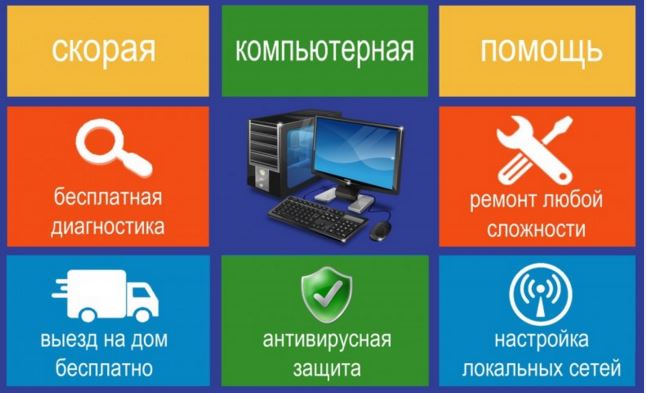 скорая
компьютерная
помощь
бесплатная
диагностика
ремонт любой
сложности
выезд на дом
бесплатно
антивирусная
защита
настройка
локальных сетей